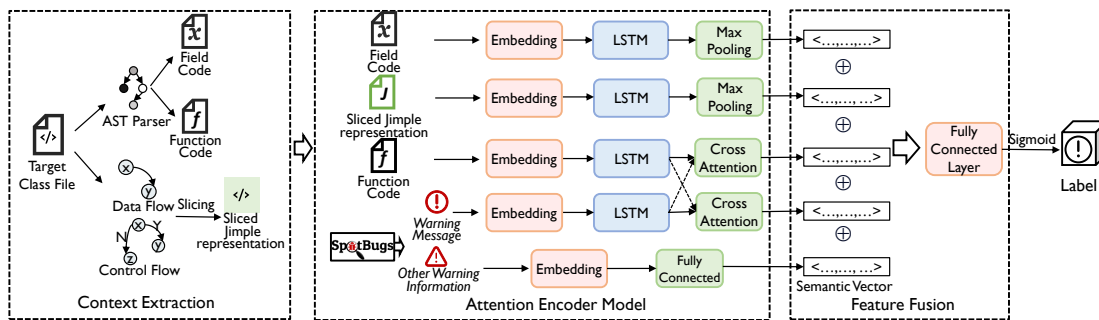 Field
Code
AST Parser
Function
Code
</>
Target
Class File
x
y
Data Flow
Slicing
</>
Sliced
Jimple
representation
x
N
Y
y
z
Control Flow
Context Extraction
x
Field
Code
Embedding
LSTM
Max
Pooling
J
Sliced Jimple
representation
Embedding
LSTM
Max
Pooling
f
Function
Code
Embedding
LSTM
Cross
Attention
Warning
Message
Embedding
LSTM
Cross
Attention
SpotBugs
Other Warning
Information
Embedding
Fully
Connected
Attention Encoder Model
<...,...,...>
<...,...,...>
<...,...,...>
<...,...,...>
<...,...,...>
Semantic Vector
Fully
Connected
Layer
Feature Fusion
Sigmoid
Label